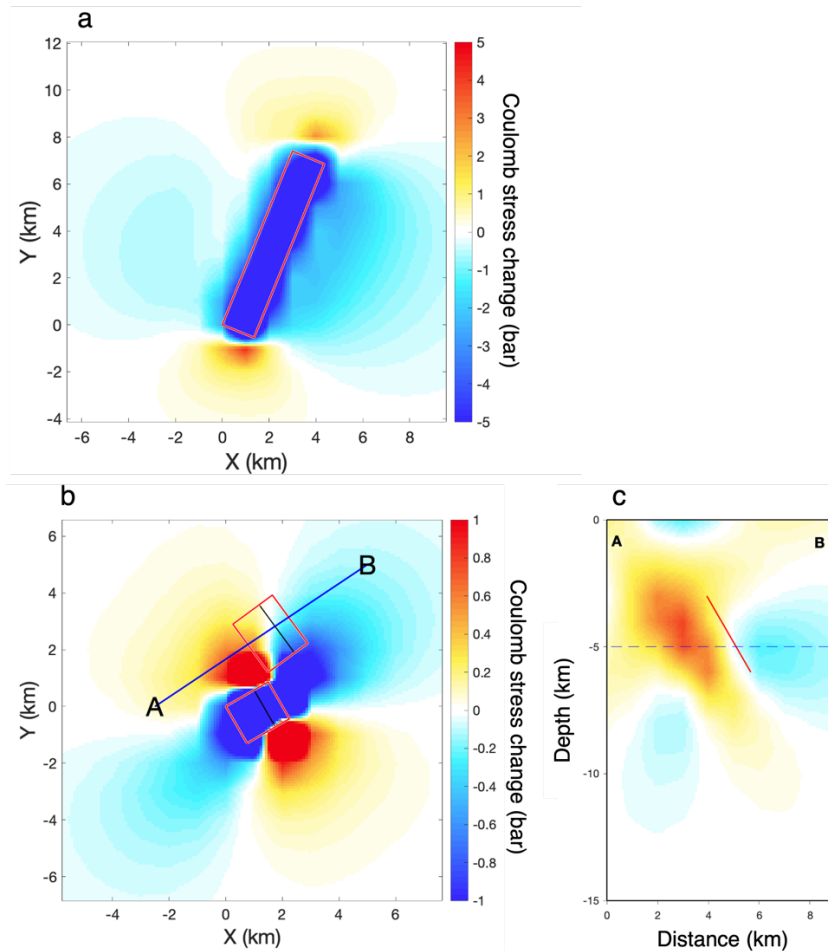 a
12
10
8
6
4
2
0
-2
-4
Y (km)
-6 -4 -2 0 2 4 6 8
X (km)
5
4
3
2
1
0
-1
-2
-3
-4
-5
Coulomb stress change (bar)
b
6
4
2
0
-2
-4
-6
Y (km)
A
B
-4 -2 0 2 4 6
X (km)
1
0.8
0.6
0.4
0.2
0
-0.2
-0.4
-0.6
-0.8
-1
Coulomb stress change (bar)
c
0
-5
-10
-15
Depth (km)
A B
0 2 4 6 8
Distance (km)